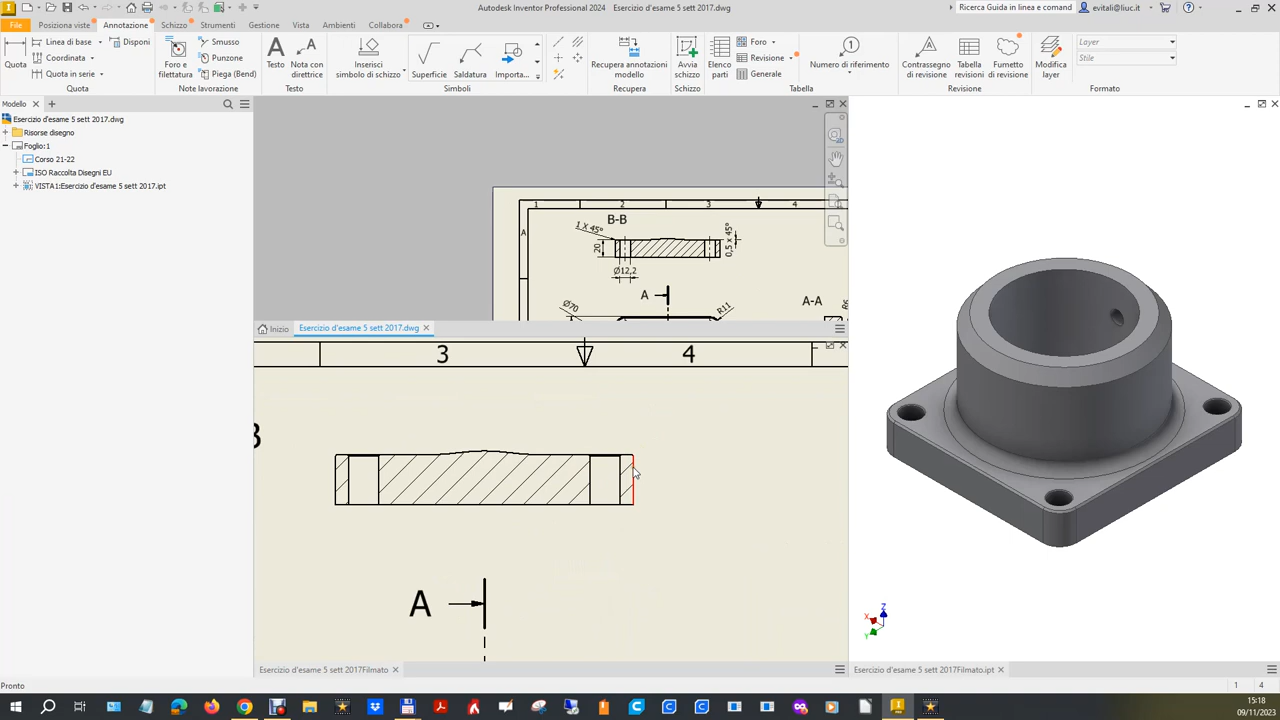 Autodesk Inventor Professional 2024 Esercizio d'esame 5 sett 2017.dwg
Ricerca Guida in linea e comand
evitali@liuc.it
File Posiziona viste Annotazione Schizzo Strumenti Gestione Vista Ambienti Collabora
Linea di base
Disponi
Smusso
Foro
Coordinata
Punzone
Revisione
Quota in serie
Piega (Bend)
Generale
Quota
Foro e filettatura
Testo
Nota con direttrice
Inserisci simbolo di schizzo
Superficie
Saldatura
Importa...
Recupera annotazioni modello
Avvia schizzo
Elenco parti
Numero di riferimento
Contrassegno di revisione
Tabella revisioni
Fumetto di revisione
Modifica layer
Layer
Stile
Quota
Note lavorazione
Testo
Simboli
Recupera
Schizzo
Tabella
Revisione
Formato
Modello
Esercizio d'esame 5 sett 2017.dwg
Risorse disegno
Foglio:1
Corso 21-22
ISO Raccolta Disegni EU
VISTA1:Esercizio d'esame 5 sett 2017.ipt
1 2 3 4
A
B-B
1 X 45°
20
0,5 x 45°
Ø12,2
A
A-A
Ø70
R11
Inizio
Esercizio d'esame 5 sett 2017.dwg
3 4
A
Esercizio d'esame 5 sett 2017Filmato
X
Y
Z
Esercizio d'esame 5 sett 2017Filmato.ipt
Pronto
1 4
15:18
09/11/2023